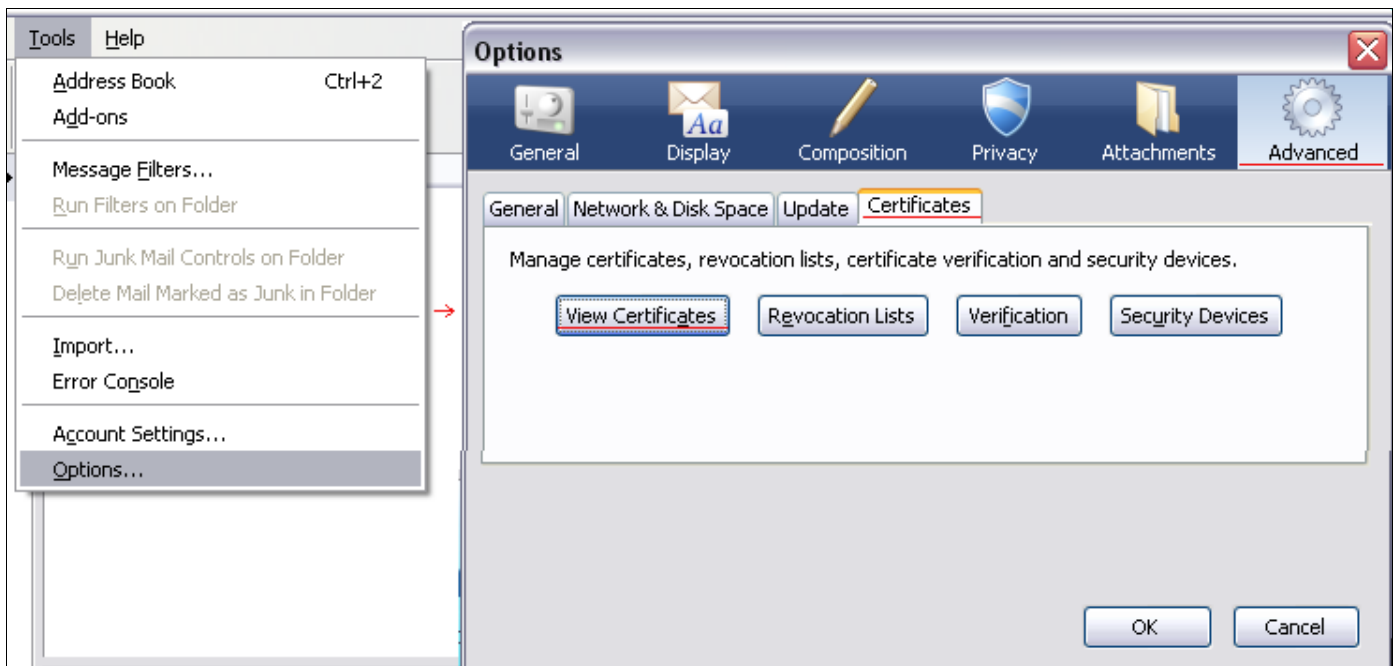 Tools Help
Address Book Ctrl+2
Add-ons
Message Filters...
Run Filters on Folder
Run Junk Mail Controls on Folder
Delete Mail Marked as Junk in Folder
Import...
Error Console
Account Settings...
Options...
Options
Aa
General Display Composition Privacy Attachments Advanced
General Network & Disk Space Update Certificates
Manage certificates, revocation lists, certificate verification and security devices.
View Certificates Revocation Lists Verification Security Devices
OK Cancel